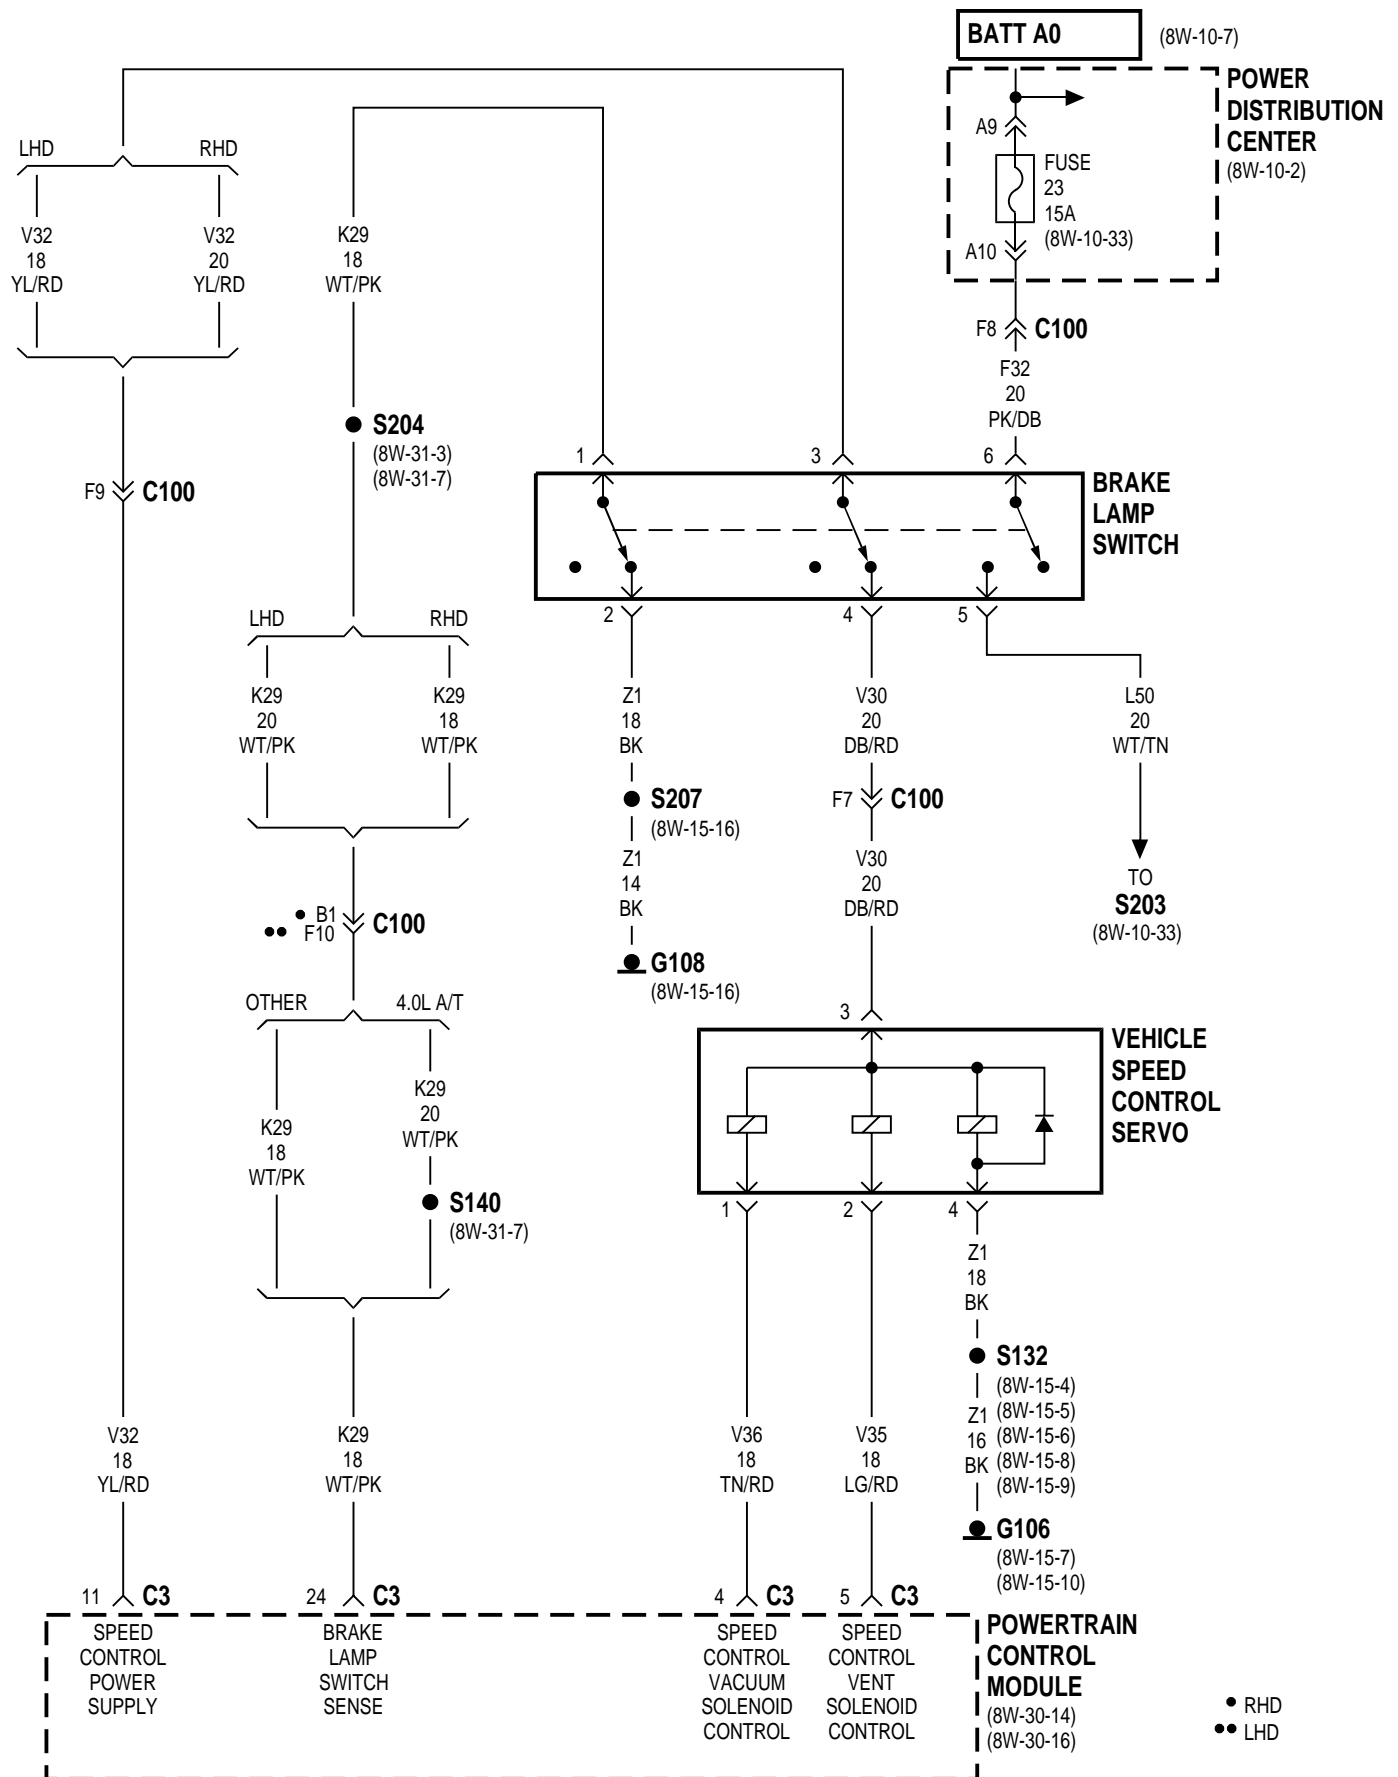 BATT A0
(8W-10-7)
POWER
DISTRIBUTION
CENTER
(8W-10-2)
A9
FUSE
23
15A
(8W-10-33)
A10
F8
C100
F32
20
PK/DB
LHD
RHD
V32
18
YL/RD
V32
20
YL/RD
K29
18
WT/PK
S204
(8W-31-3)
(8W-31-7)
F9
C100
1
3
6
BRAKE
LAMP
SWITCH
2
4
5
LHD
RHD
K29
20
WT/PK
K29
18
WT/PK
Z1
18
BK
V30
20
DB/RD
L50
20
WT/TN
S207
(8W-15-16)
F7
C100
Z1
14
BK
V30
20
DB/RD
TO
S203
(8W-10-33)
• B1
•• F10
C100
G108
(8W-15-16)
OTHER
4.0L A/T
3
VEHICLE
SPEED
CONTROL
SERVO
K29
18
WT/PK
K29
20
WT/PK
S140
(8W-31-7)
1
2
4
Z1
18
BK
S132
(8W-15-4)
(8W-15-5)
(8W-15-6)
(8W-15-8)
(8W-15-9)
Z1
16
BK
V32
18
YL/RD
K29
18
WT/PK
V36
18
TN/RD
V35
18
LG/RD
G106
(8W-15-7)
(8W-15-10)
11
C3
24
C3
4
C3
5
C3
SPEED
CONTROL
POWER
SUPPLY
BRAKE
LAMP
SWITCH
SENSE
SPEED
CONTROL
VACUUM
SOLENOID
CONTROL
SPEED
CONTROL
VENT
SOLENOID
CONTROL
POWERTRAIN
CONTROL
MODULE
(8W-30-14)
(8W-30-16)
• RHD
•• LHD